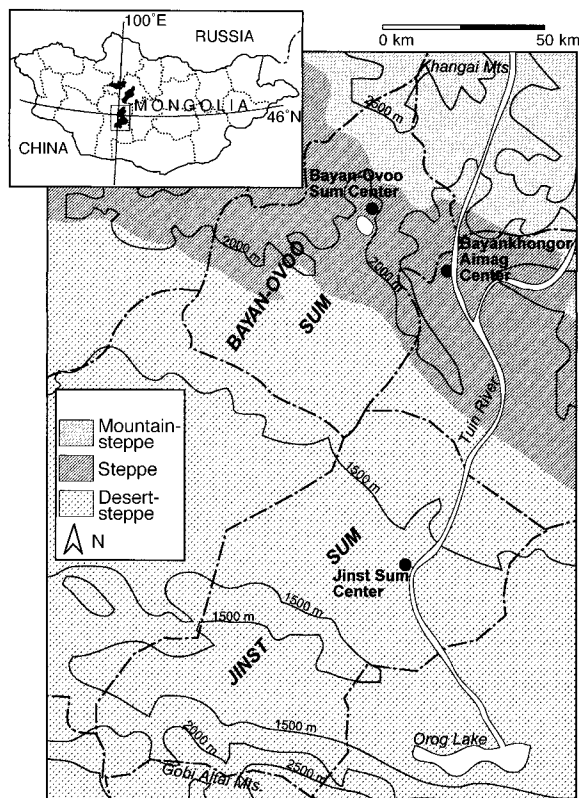 100°E
RUSSIA
MONGOLIA
46°N
CHINA
0 km
50 km
Khangai Mts
2500 m
Bayan-Ovoo
Sum Center
Bayankhongor
Aimag
Center
2000 m
2000 m
BAYAN-OVOO
SUM
Tuin River
Mountain-
steppe
Steppe
Desert-
steppe
N
1500 m
SUM
Jinst Sum
Center
1500 m
1500 m
JINST
1500 m
2000 m
Orog Lake
2500 m
Gobi Altai Mts.